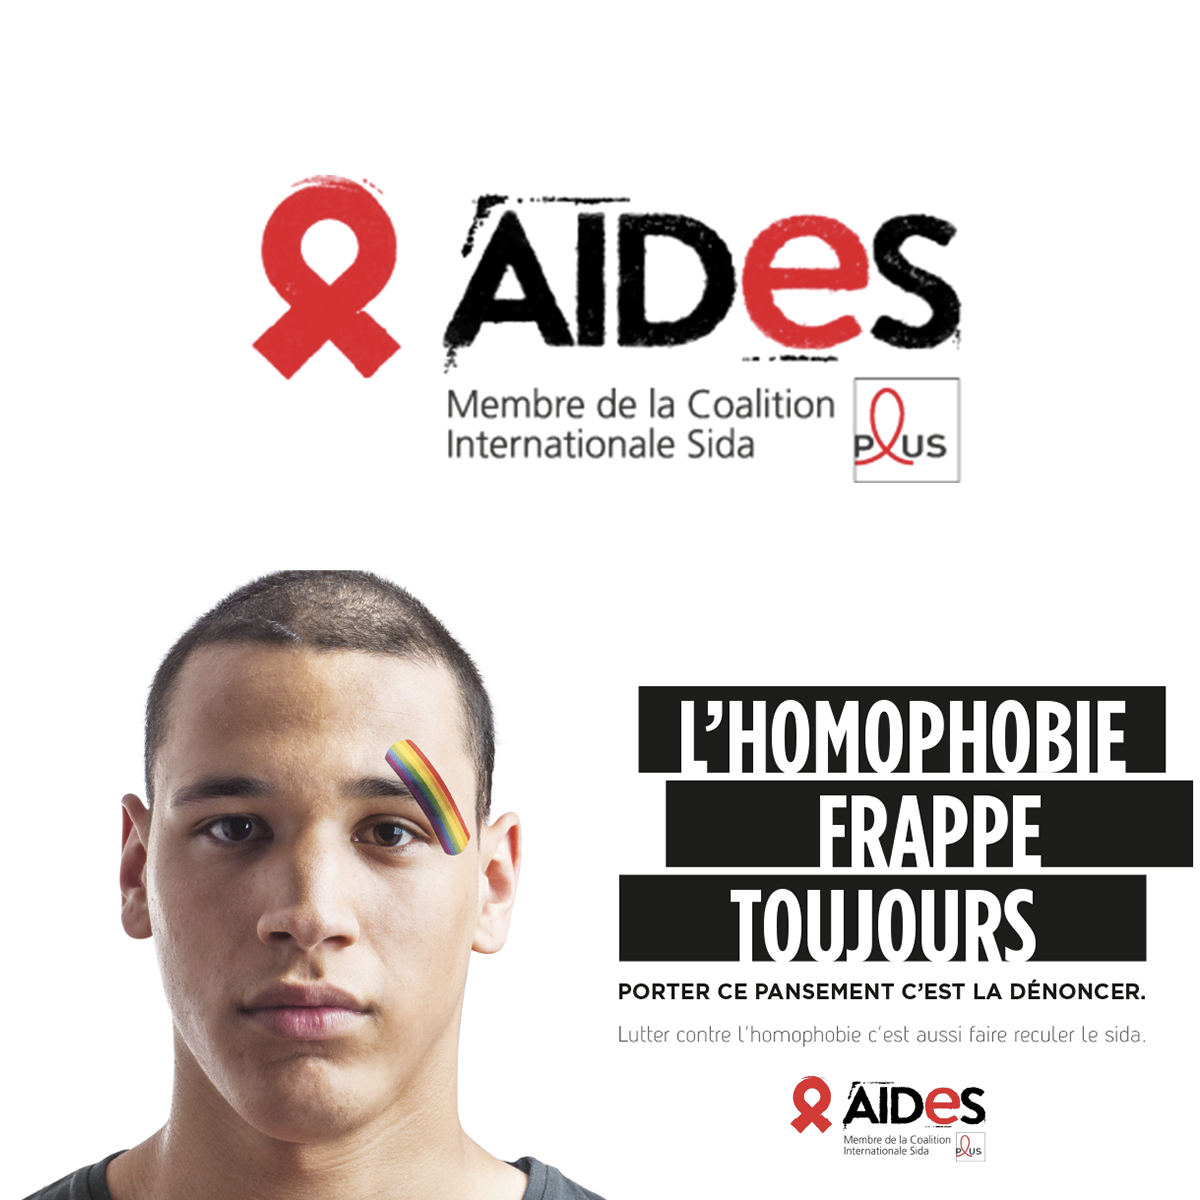 AIDeS
Membre de la Coalition
Internationale Sida
PLUS
L'HOMOPHOBIE
FRAPPE
TOUJOURS
PORTER CE PANSEMENT C'EST LA DÉNONCER.
Lutter contre l'homophobie c'est aussi faire reculer le sida.
AIDeS
Membre de la Coalition
Internationale Sida
PLUS